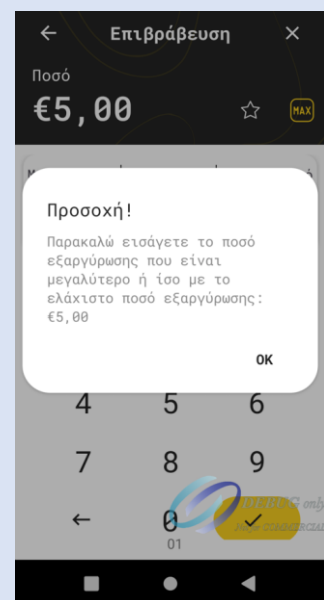 Επιβράβευση
Ποσό
€5,00
MAX
Προσοχή!
Παρακαλώ εισάγετε το ποσό
εξαργύρωσης που είναι
μεγαλύτερο ή ίσο με το
ελάχιστο ποσό εξαργύρωσης:
€5,00
OK
4 5 6
7 8 9
0
01
only